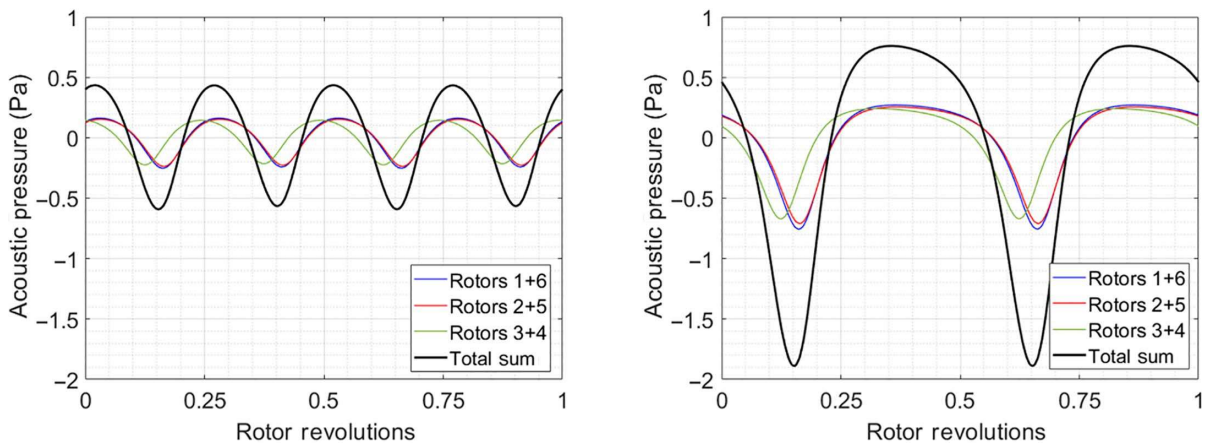 1
0.5
0
−0.5
−1
−1.5
−2
Acoustic pressure (Pa)
Rotors 1+6
Rotors 2+5
Rotors 3+4
Total sum
0 0.25 0.5 0.75 1
Rotor revolutions
1
0.5
0
−0.5
−1
−1.5
−2
Acoustic pressure (Pa)
Rotors 1+6
Rotors 2+5
Rotors 3+4
Total sum
0 0.25 0.5 0.75 1
Rotor revolutions